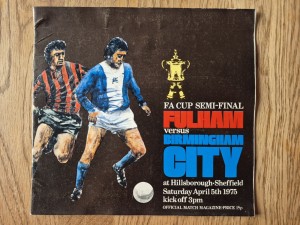 FA CUP SEMI-FINAL
FULHAM
versus
BIRMINGHAM
CITY
at Hillsborough-Sheffield
Saturday April 5th 1975
kick off 3pm
OFFICIAL MATCH MAGAZINE-PRICE 15p